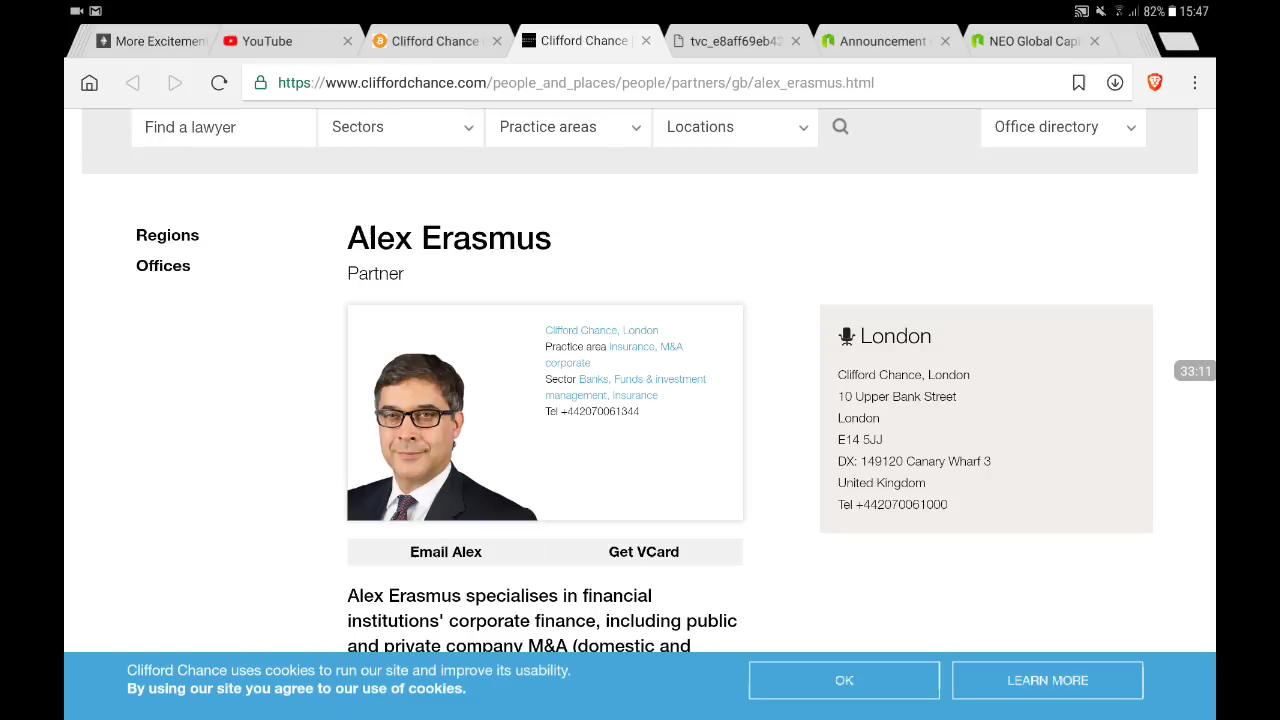 82% 15:47
More Excitemen
YouTube
Clifford Chance
Clifford Chance
tvc_e8aff69eb42
Announcement
NEO Global Capi
https://www.cliffordchance.com/people_and_places/people/partners/gb/alex_erasmus.html
Find a lawyer
Sectors
Practice areas
Locations
Office directory
Regions
Offices
Alex Erasmus
Partner
Clifford Chance, London
Practice area Insurance, M&A
corporate
Sector Banks, Funds & investment
management, Insurance
Tel +442070061344
London
Clifford Chance, London
10 Upper Bank Street
London
E14 5JJ
DX: 149120 Canary Wharf 3
United Kingdom
Tel +442070061000
33:11
Email Alex
Get VCard
Alex Erasmus specialises in financial
institutions' corporate finance, including public
and private company M&A (domestic and
Clifford Chance uses cookies to run our site and improve its usability.
By using our site you agree to our use of cookies.
OK
LEARN MORE